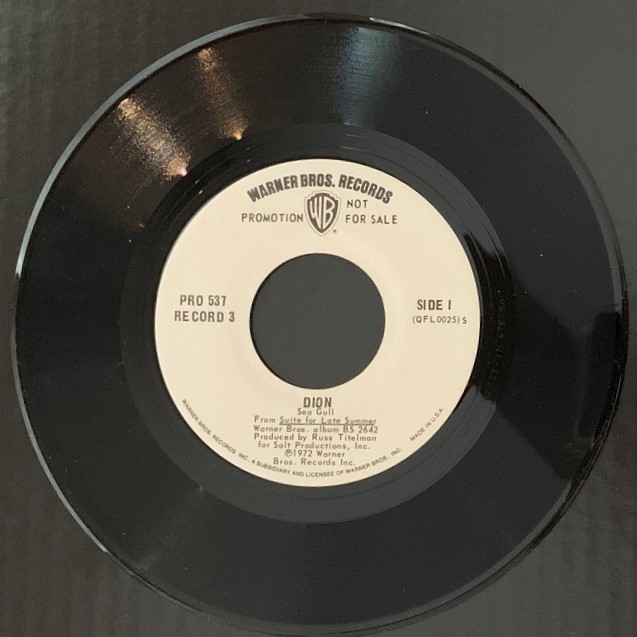 WARNER BROS. RECORDS
PROMOTION WB NOT
FOR SALE
®
PRO 537
RECORD 3
SIDE 1
(QFL0025) S
DION
Sea Gull
From Suite for Late Summer
Warner Bros. album BS 2642
Produced by Russ Titelman
for Salt Productions, Inc.
℗1972 Warner
Bros. Records Inc.
WARNER BROS. RECORDS INC. A SUBSIDIARY AND LICENSEE OF WARNER BROS. INC.
MADE IN U.S.A.